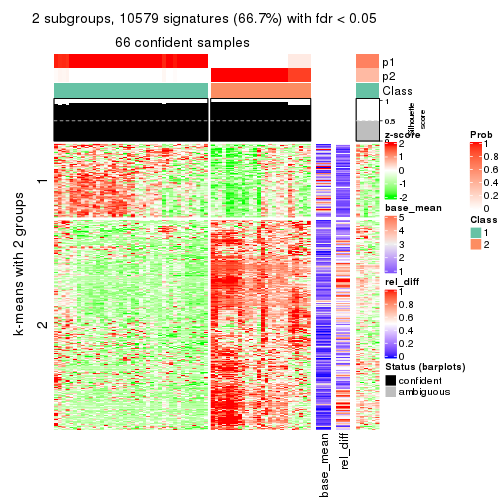 2 subgroups, 10579 signatures (66.7%) with fdr < 0.05
66 confident samples
p1
p2
Class
1
0.5
0
Silhouette
score
k-means with 2 groups
1
2
base_mean
rel_diff
z-score
2
1
0
-1
-2
base_mean
5
4
3
2
1
rel_diff
1
0.8
0.6
0.4
0.2
0
Status (barplots)
confident
ambiguous
Prob
1
0.8
0.6
0.4
0.2
0
Class
1
2